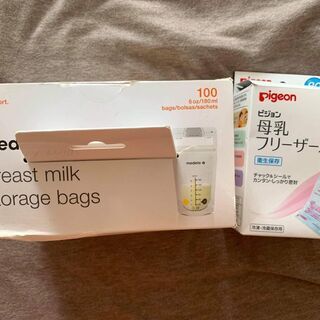 100
6 oz/180 ml
bags/bolsas/sachets
medela
reast milk
torage bags
Pigeon
ピジョン
母乳
フリーザー
衛生保存
チャック&シールで
カンタン・しっかり密封
冷凍・冷蔵保存用